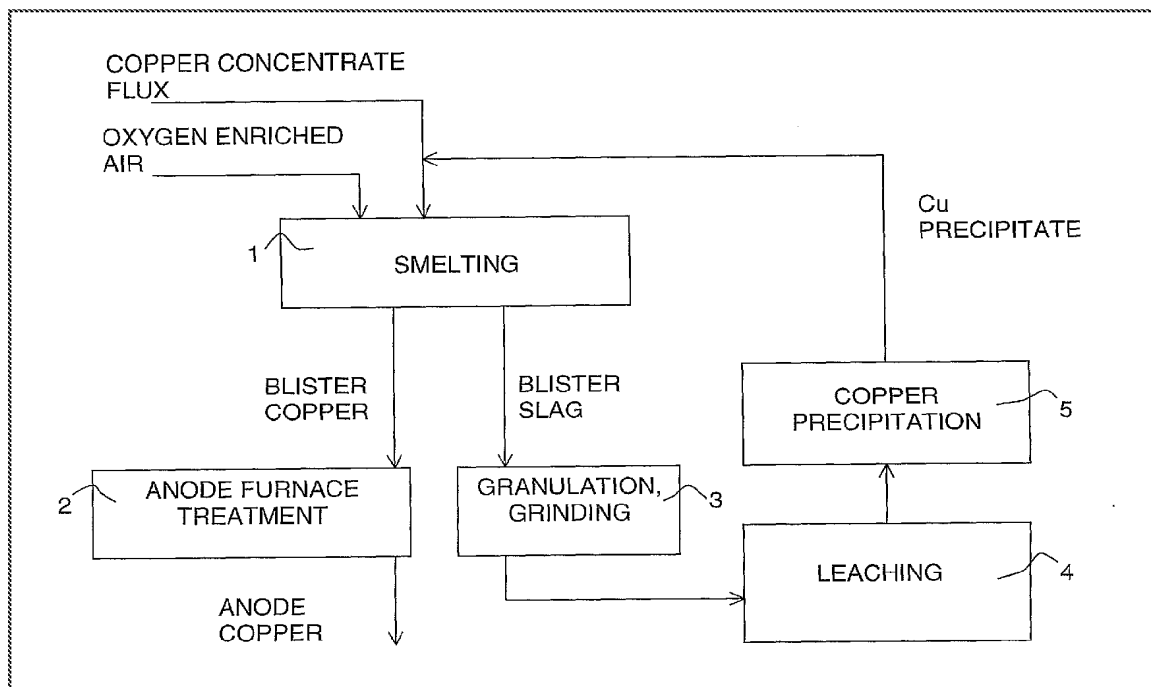 COPPER CONCENTRATE
FLUX
OXYGEN ENRICHED
AIR
Cu
PRECIPITATE
1
SMELTING
BLISTER
COPPER
BLISTER
SLAG
COPPER
PRECIPITATION
5
2
ANODE FURNACE
TREATMENT
GRANULATION,
GRINDING
3
LEACHING
4
ANODE
COPPER